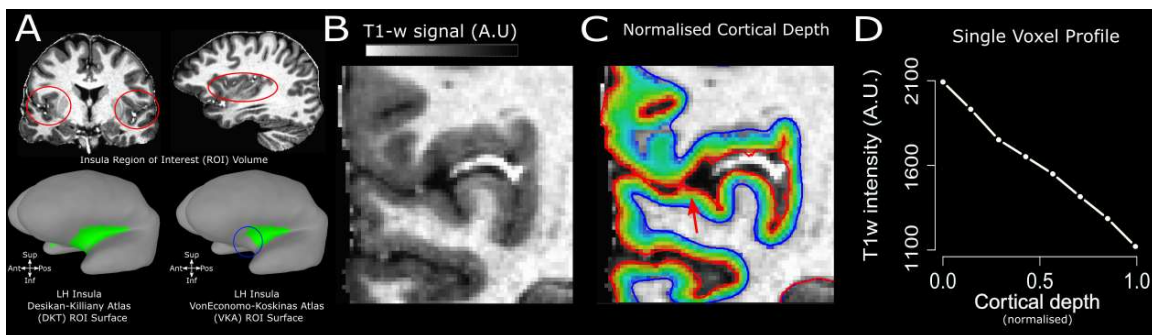 A
Insula Region of Interest (ROI) Volume
Sup
Ant Pos
Inf
LH Insula
Desikan-Killiany Atlas
(DKT) ROI Surface
Sup
Ant Pos
Inf
LH Insula
VonEconomo-Koskinas Atlas
(VKA) ROI Surface
B
T1-w signal (A.U)
C
Normalised Cortical Depth
D
Single Voxel Profile
T1w intensity (A.U.)
2100
1600
1100
0.0 0.5 1.0
Cortical depth
(normalised)